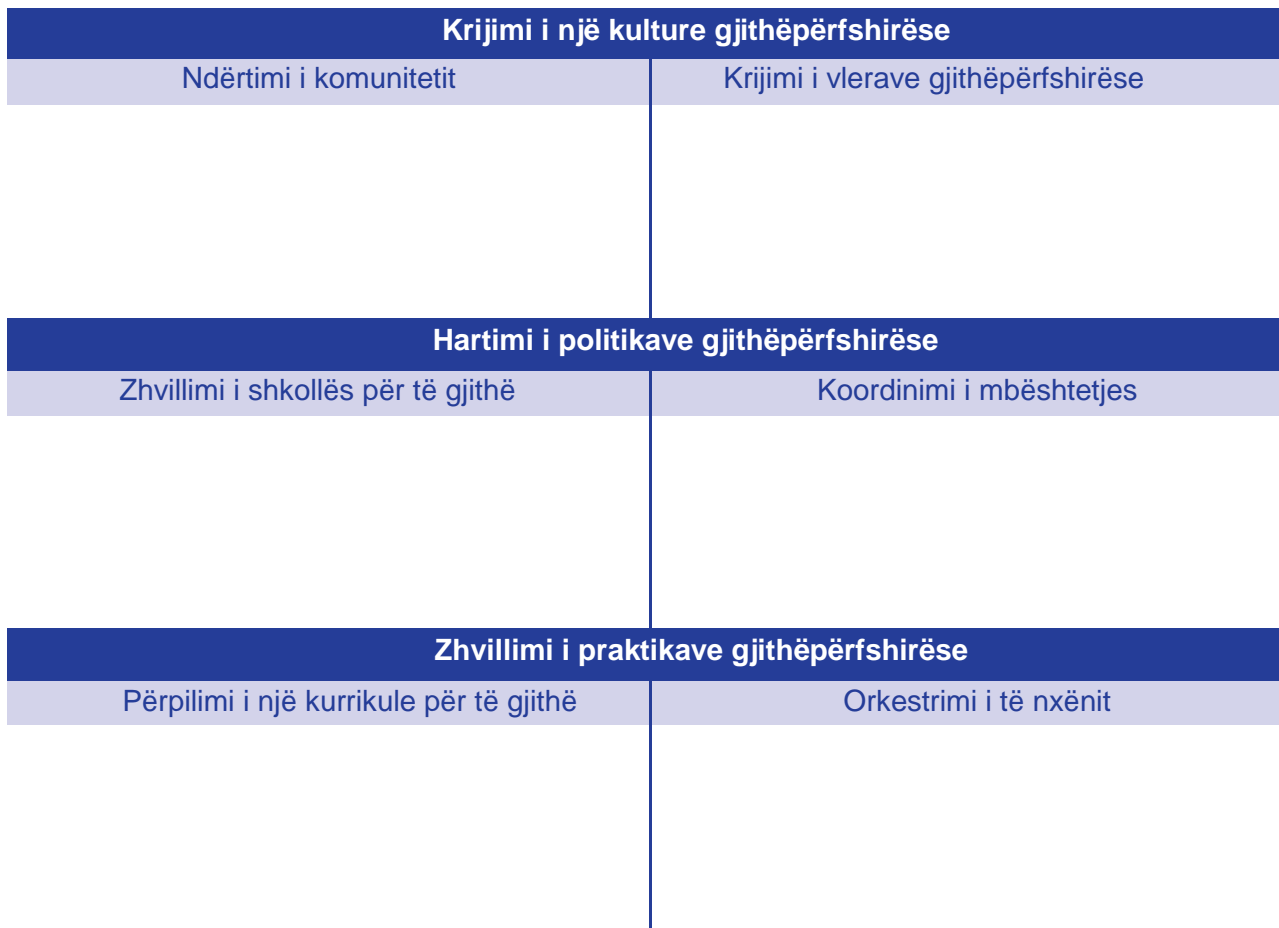 Krijimi i një kulture gjithëpërfshirëse
Ndërtimi i komunitetit
Krijimi i vlerave gjithëpërfshirëse
Hartimi i politikave gjithëpërfshirëse
Zhvillimi i shkollës për të gjithë
Koordinimi i mbështetjes
Zhvillimi i praktikave gjithëpërfshirëse
Përpilimi i një kurrikule për të gjithë
Orkestrimi i të nxënit